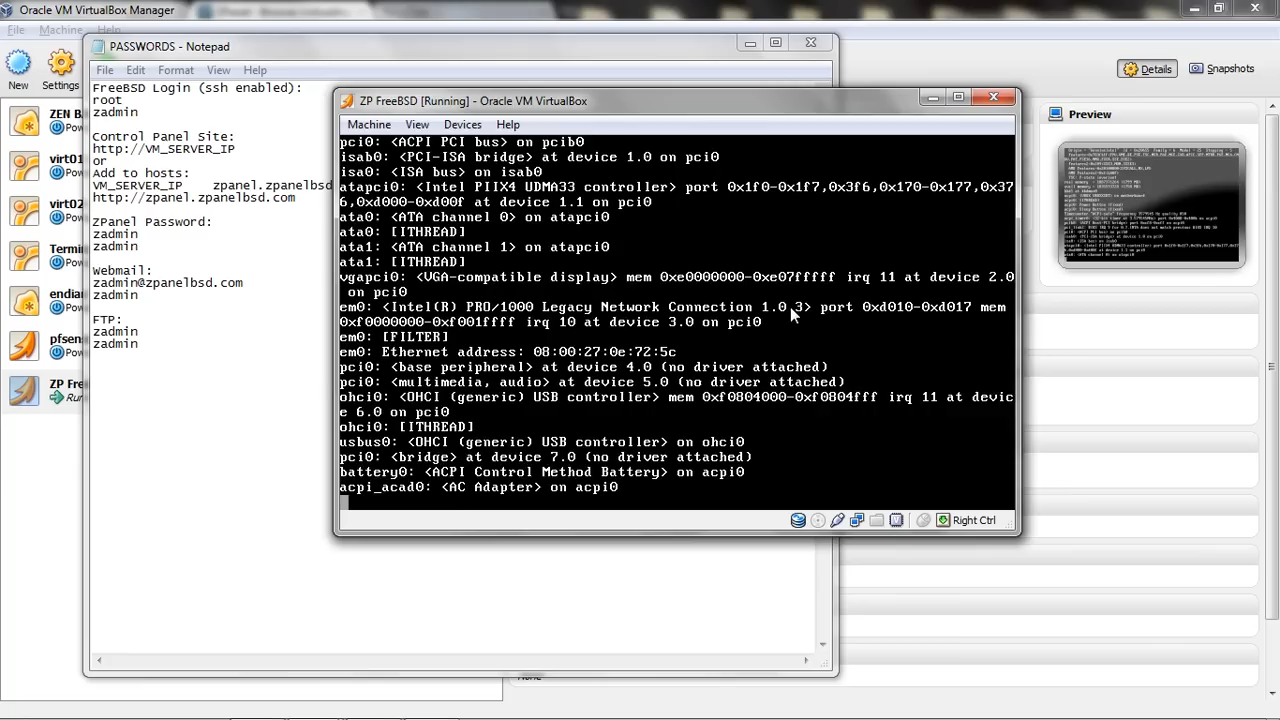 Oracle VM VirtualBox Manager
File Machine Help
New Settings
Details Snapshots
ZEN B
Pow
virt01
Pow
virt02
Pow
Termin
Pow
endian
Pow
pfsens
Pow
ZP Free
Run
PASSWORDS - Notepad
File Edit Format View Help
FreeBSD Login (ssh enabled):
root
zadmin
Control Panel Site:
http://VM_SERVER_IP
or
Add to hosts:
VM_SERVER_IP zpanel.zpanelbsd
http://zpanel.zpanelbsd.com
ZPanel Password:
zadmin
zadmin
Webmail:
zadmin@zpanelbsd.com
zadmin
FTP:
zadmin
zadmin
ZP FreeBSD [Running] - Oracle VM VirtualBox
Machine View Devices Help
pci0: <ACPI PCI bus> on pcib0
isab0: <PCI-ISA bridge> at device 1.0 on pci0
isa0: <ISA bus> on isab0
atapci0: <Intel PIIX4 UDMA33 controller> port 0x1f0-0x1f7,0x3f6,0x170-0x177,0x37
at device 1.1 on pci0
ata0: <ATA channel 0> on atapci0
ata0: [ITHREAD]
ata1: <ATA channel 1> on atapci0
ata1: [ITHREAD]
vgapci0: <VGA-compatible display> mem 0xe0000000-0xe07fffff irq 11 at device 2.0
on pci0
em0: <Intel(R) PRO/1000 Legacy Network Connection 1.0.3> port 0xd010-0xd017 mem
0xf0000000-0xf001ffff irq 10 at device 3.0 on pci0
em0: [FILTER]
em0: Ethernet address: 08:00:27:0e:72:5c
pci0: <base peripheral> at device 4.0 (no driver attached)
pci0: <multimedia, audio> at device 5.0 (no driver attached)
ohci0: <OHCI (generic) USB controller> mem 0xf0804000-0xf0804fff irq 11 at devic
e 6.0 on pci0
ohci0: [ITHREAD]
usbus0: <OHCI (generic) USB controller> on ohci0
pci0: <bridge> at device 7.0 (no driver attached)
battery0: <ACPI Control Method Battery> on acpi0
acpi_acad0: <AC Adapter> on acpi0
Right Ctrl
Preview
None